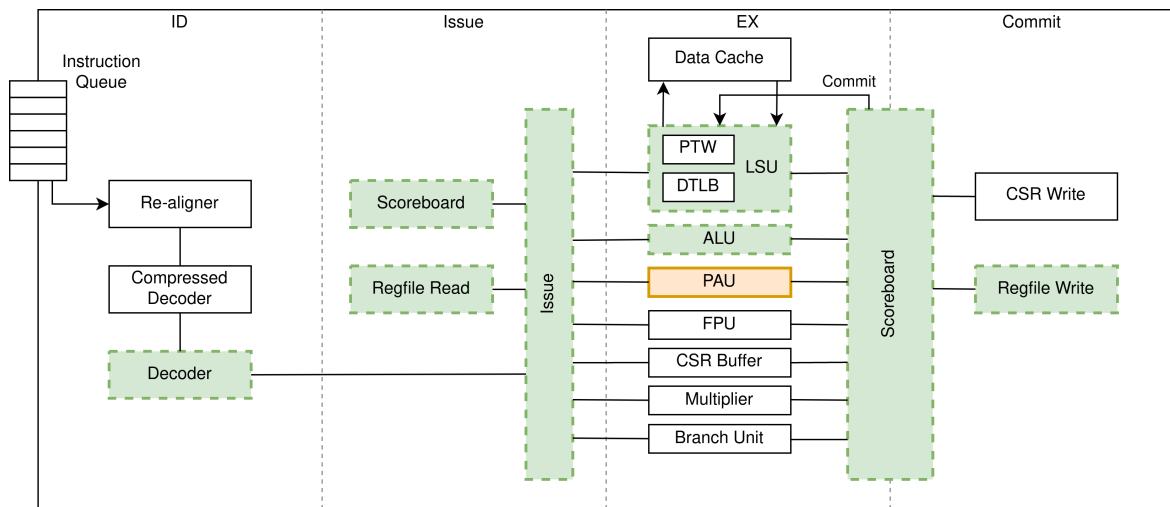 ID
Issue
EX
Commit
Instruction
Queue
Data Cache
Commit
PTW
LSU
DTLB
Re-aligner
Scoreboard
CSR Write
ALU
Compressed
Decoder
Regfile Read
Issue
PAU
Scoreboard
Regfile Write
FPU
Decoder
CSR Buffer
Multiplier
Branch Unit